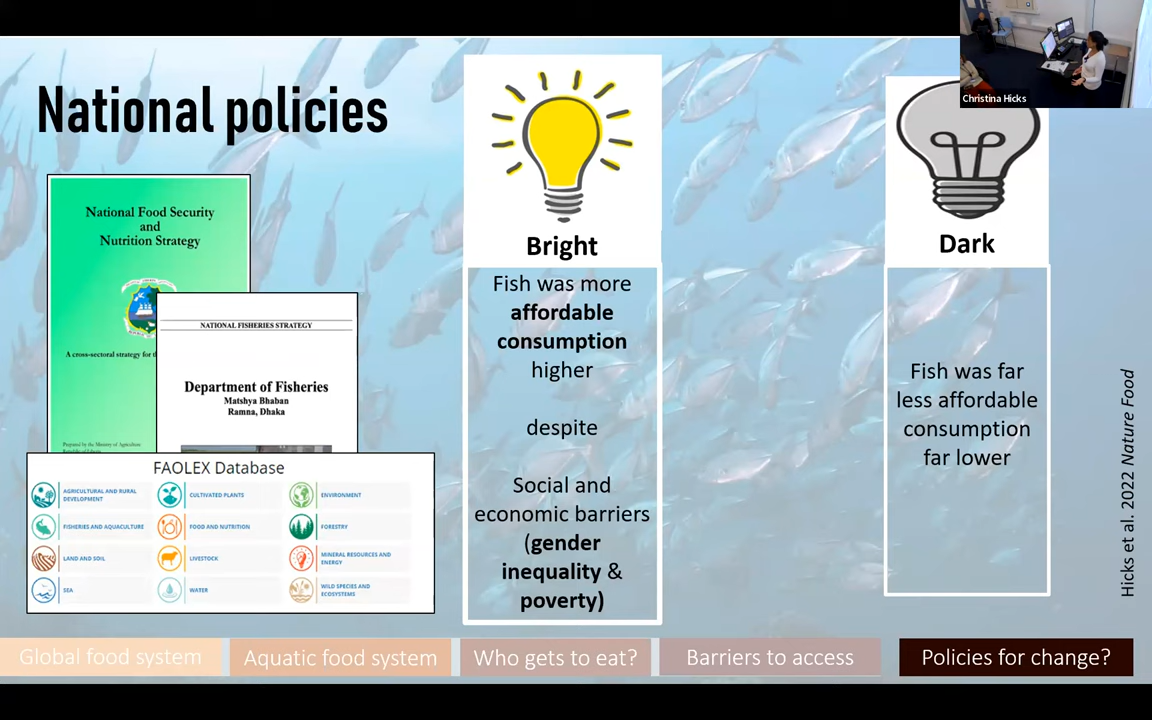 National policies
Christina Hicks
National Food Security
and
Nutrition Strategy
A cross-sectoral strategy for
Prepared by the Ministry of Agriculture
NATIONAL FISHERIES STRATEGY
Department of Fisheries
Matshya Bhaban
Ramna, Dhaka
FAOLEX Database
AGRICULTURAL AND RURAL
DEVELOPMENT
CULTIVATED PLANTS
ENVIRONMENT
FISHERIES AND AQUACULTURE
FOOD AND NUTRITION
FORESTRY
LAND AND SOIL
LIVESTOCK
MINERAL RESOURCES AND
ENERGY
SEA
WATER
WILD SPECIES AND
ECOSYSTEMS
Bright
Fish was more
affordable
consumption
higher
despite
Social and
economic barriers
(gender
inequality &
poverty)
Dark
Fish was far
less affordable
consumption
far lower
Hicks et al. 2022 Nature Food
Global food system
Aquatic food system
Who gets to eat?
Barriers to access
Policies for change?